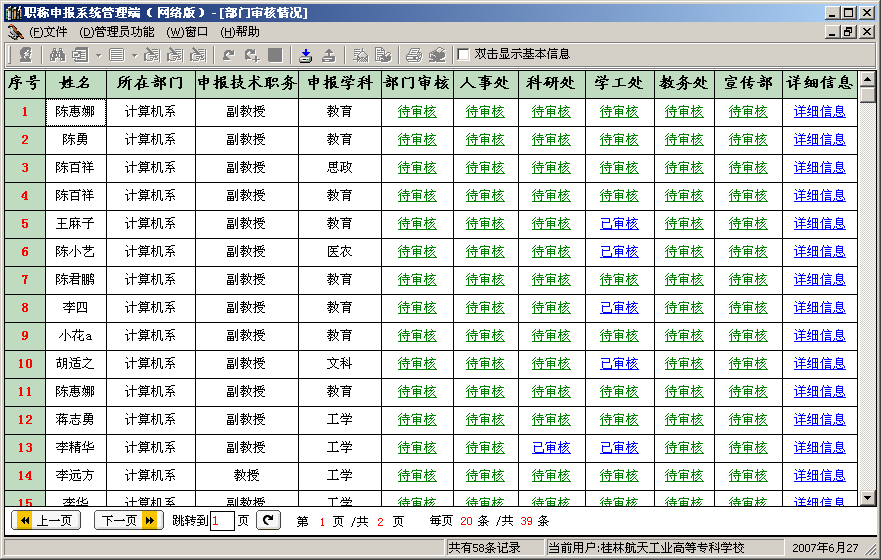 职称申报系统管理端（网络版）- [部门审核情况]
(F)文件 (D)管理员功能 (W)窗口 (H)帮助
双击显示基本信息
序号 姓名 所在部门 申报技术职务 申报学科 部门审核 人事处 科研处 学工处 教务处 宣传部 详细信息
1 陈惠娜 计算机系 副教授 教育 待审核 待审核 待审核 待审核 待审核 待审核 详细信息
2 陈勇 计算机系 副教授 教育 待审核 待审核 待审核 待审核 待审核 待审核 详细信息
3 陈百祥 计算机系 副教授 思政 待审核 待审核 待审核 待审核 待审核 待审核 详细信息
4 陈百祥 计算机系 副教授 教育 待审核 待审核 待审核 待审核 待审核 待审核 详细信息
5 王麻子 计算机系 副教授 教育 待审核 待审核 待审核 已审核 待审核 待审核 详细信息
6 陈小艺 计算机系 副教授 医农 待审核 待审核 待审核 已审核 待审核 待审核 详细信息
7 陈君鹏 计算机系 副教授 教育 待审核 待审核 待审核 待审核 待审核 待审核 详细信息
8 李四 计算机系 副教授 教育 待审核 待审核 待审核 已审核 待审核 待审核 详细信息
9 小花a 计算机系 副教授 教育 待审核 待审核 待审核 待审核 待审核 待审核 详细信息
10 胡适之 计算机系 副教授 文科 待审核 待审核 待审核 已审核 待审核 待审核 详细信息
11 陈惠娜 计算机系 副教授 教育 待审核 待审核 待审核 待审核 待审核 待审核 详细信息
12 蒋志勇 计算机系 副教授 工学 待审核 待审核 待审核 待审核 待审核 待审核 详细信息
13 李精华 计算机系 副教授 工学 待审核 待审核 已审核 已审核 待审核 待审核 详细信息
14 李远方 计算机系 教授 工学 待审核 待审核 待审核 待审核 待审核 待审核 详细信息
15 李华 计算机系 副教授 工学 待审核 待审核 待审核 待审核 待审核 待审核 详细信息
上一页 下一页 跳转到 1 页 第 1 页 /共 2 页 每页 20 条 /共 39 条
共有58条记录 当前用户:桂林航天工业高等专科学校 2007年6月27